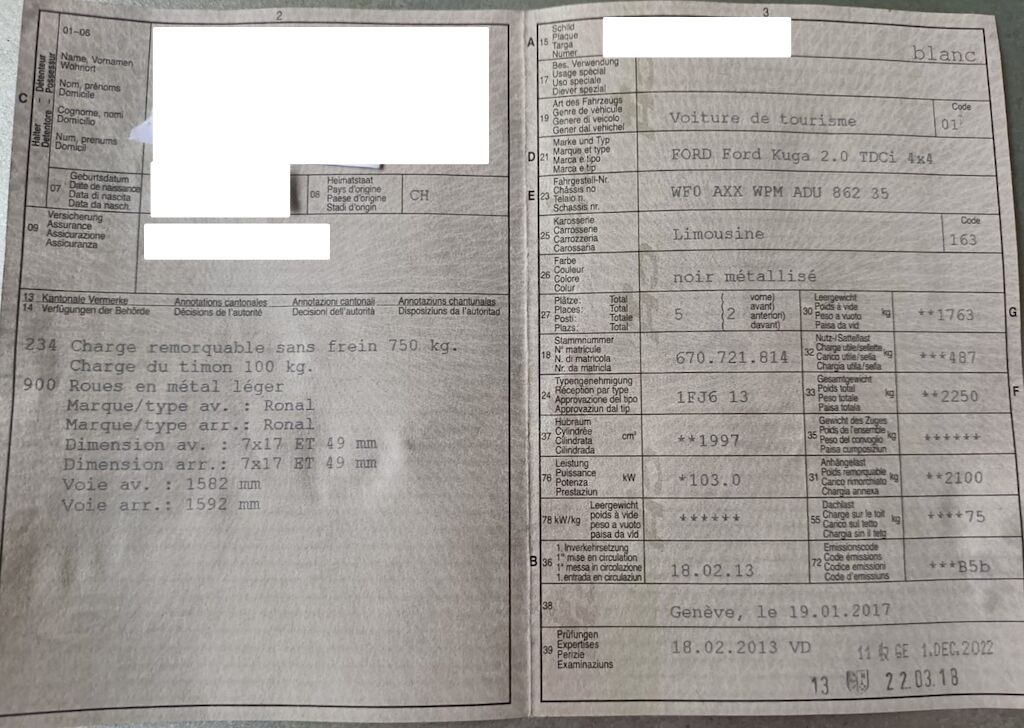 2
01–06
C
Halter – Détenteur
Detentore – Possessur
Name, Vornamen
Wohnort
Nom, prénoms
Domicile
Cognome, nomi
Domicilio
Num, prenums
Domicil
07
Geburtsdatum
Date de naissance
Data di nascita
Data da nasch.
08
Heimatstaat
Pays d'origine
Paese d'origine
Stadi d'origin
CH
09
Versicherung
Assurance
Assicurazione
Assicuranza
13 Kantonale Vermerke Annotations cantonales Annotazioni cantonali Annotaziuns chantunalas
14 Verfügungen der Behörde Décisions de l'autorité Decisioni dell'autorità Disposiziuns da l'autoritad
234 Charge remorquable sans frein 750 kg.
Charge du timon 100 kg.
900 Roues en métal léger
Marque/type av. : Ronal
Marque/type arr.: Ronal
Dimension av. : 7x17 ET 49 mm
Dimension arr.: 7x17 ET 49 mm
Voie av. : 1582 mm
Voie arr.: 1592 mm
3
A 15
Schild
Plaque
Targa
Numer
blanc
17
Bes. Verwendung
Usage spécial
Uso speciale
Diever spezial
19
Art des Fahrzeugs
Genre de véhicule
Genere di veicolo
Gener dal vehichel
Voiture de tourisme
Code
01
D 21
Marke und Typ
Marque et type
Marca e tipo
Marca e tip
FORD Ford Kuga 2.0 TDCi 4x4
E 23
Fahrgestell-Nr.
Châssis no
Telaio n.
Schassis nr.
WF0 AXX WPM ADU 862 35
25
Karosserie
Carrosserie
Carrozzeria
Carossaria
Limousine
Code
163
26
Farbe
Couleur
Colore
Colur
noir métallisé
27
Plätze: Total
Places: Total
Posti: Totale
Plazs: Total
5
2
vorne)
avant)
anteriori)
davant)
30
Leergewicht
Poids à vide
Peso a vuoto
Paisa da vid
kg
**1763
G
18
Stammnummer
N° matricule
N. di matricola
Nr. da matricla
670.721.814
32
Nutz-/Sattellast
Charge utile/sellette
Carico utile/sella
Chargia utila/sella
kg
***487
24
Typengenehmigung
Réception par type
Approvazione del tipo
Approvaziun dal tip
1FJ6 13
33
Gesamtgewicht
Poids total
Peso totale
Paisa totala
kg
**2250
F
37
Hubraum
Cylindrée
Cilindrata
Cilindrada
cm³
**1997
35
Gewicht des Zuges
Poids de l'ensemble
Peso del convoglio
Paisa cumposiziun
kg
******
76
Leistung
Puissance
Potenza
Prestaziun
kW
*103.0
31
Anhängelast
Poids remorquable
Carico rimorchiato
Chargia annexa
kg
**2100
78 kW/kg
Leergewicht
poids à vide
peso a vuoto
paisa da vid
******
55
Dachlast
Charge sur le toit
Carico sul tetto
Chargia sin il tetg
kg
****75
B 36
1. Inverkehrsetzung
1re mise en circulation
1a messa in circolazione
1. entrada en circulaziun
18.02.13
72
Emissionscode
Code émissions
Codice emissioni
Code d'emissiuns
***B5b
38
Genève, le 19.01.2017
39
Prüfungen
Expertises
Perizie
Examinaziuns
18.02.2013 VD
11 GE 1.DEC.2022
13 22.03.18